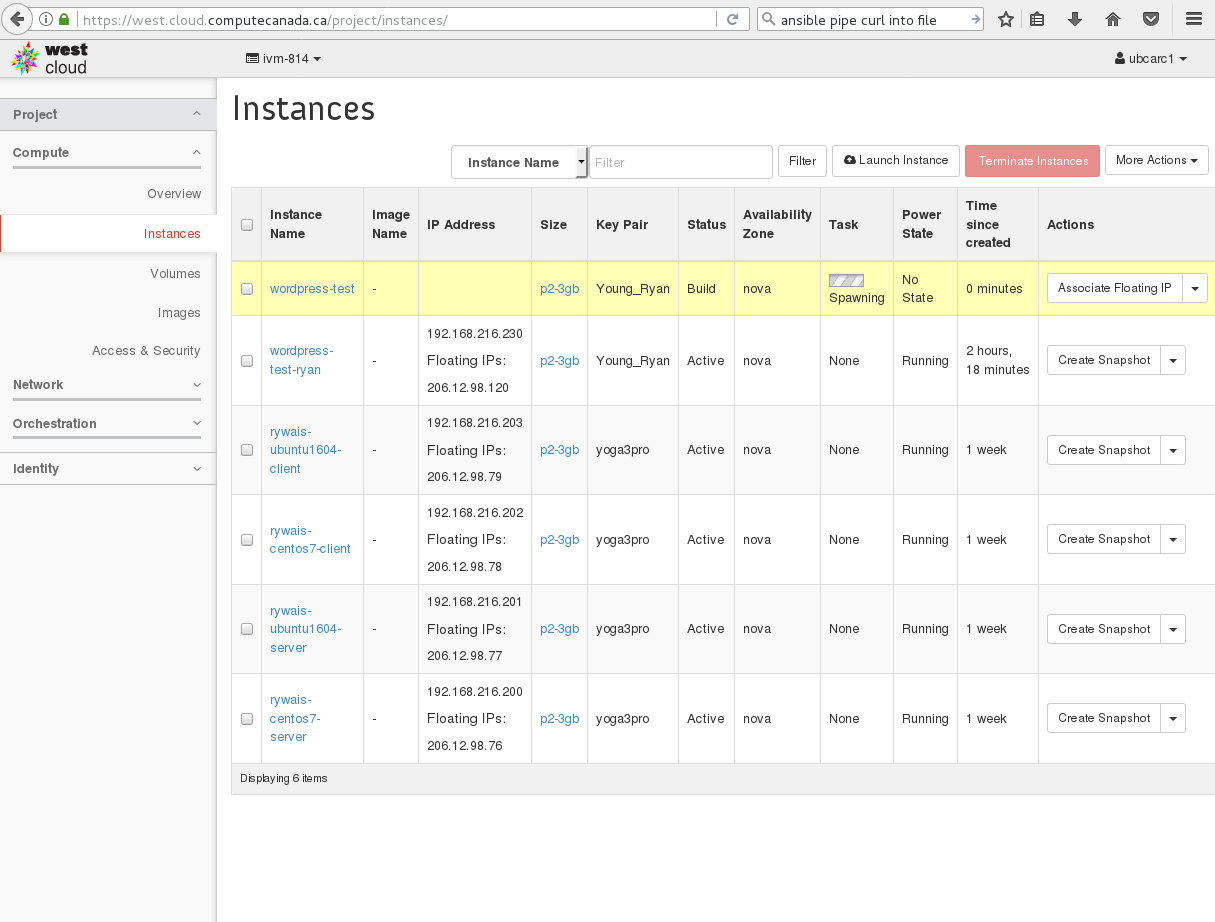 https://west.cloud.computecanada.ca/project/instances/
ansible pipe curl into file
west
cloud
ivm-814
ubcarc1
Project
Compute
Overview
Instances
Volumes
Images
Access & Security
Network
Orchestration
Identity
Instances
Instance Name
Filter
Filter
Launch Instance
Terminate Instances
More Actions
Instance Name
Image Name
IP Address
Size
Key Pair
Status
Availability Zone
Task
Power State
Time since created
Actions
wordpress-test
-
p2-3gb
Young_Ryan
Build
nova
Spawning
No State
0 minutes
Associate Floating IP
wordpress-
test-ryan
-
192.168.216.230
Floating IPs:
206.12.98.120
p2-3gb
Young_Ryan
Active
nova
None
Running
2 hours,
18 minutes
Create Snapshot
rywais-
ubuntu1604-
client
-
192.168.216.203
Floating IPs:
206.12.98.79
p2-3gb
yoga3pro
Active
nova
None
Running
1 week
Create Snapshot
rywais-
centos7-client
-
192.168.216.202
Floating IPs:
206.12.98.78
p2-3gb
yoga3pro
Active
nova
None
Running
1 week
Create Snapshot
rywais-
ubuntu1604-
server
-
192.168.216.201
Floating IPs:
206.12.98.77
p2-3gb
yoga3pro
Active
nova
None
Running
1 week
Create Snapshot
rywais-
centos7-
server
-
192.168.216.200
Floating IPs:
206.12.98.76
p2-3gb
yoga3pro
Active
nova
None
Running
1 week
Create Snapshot
Displaying 6 items